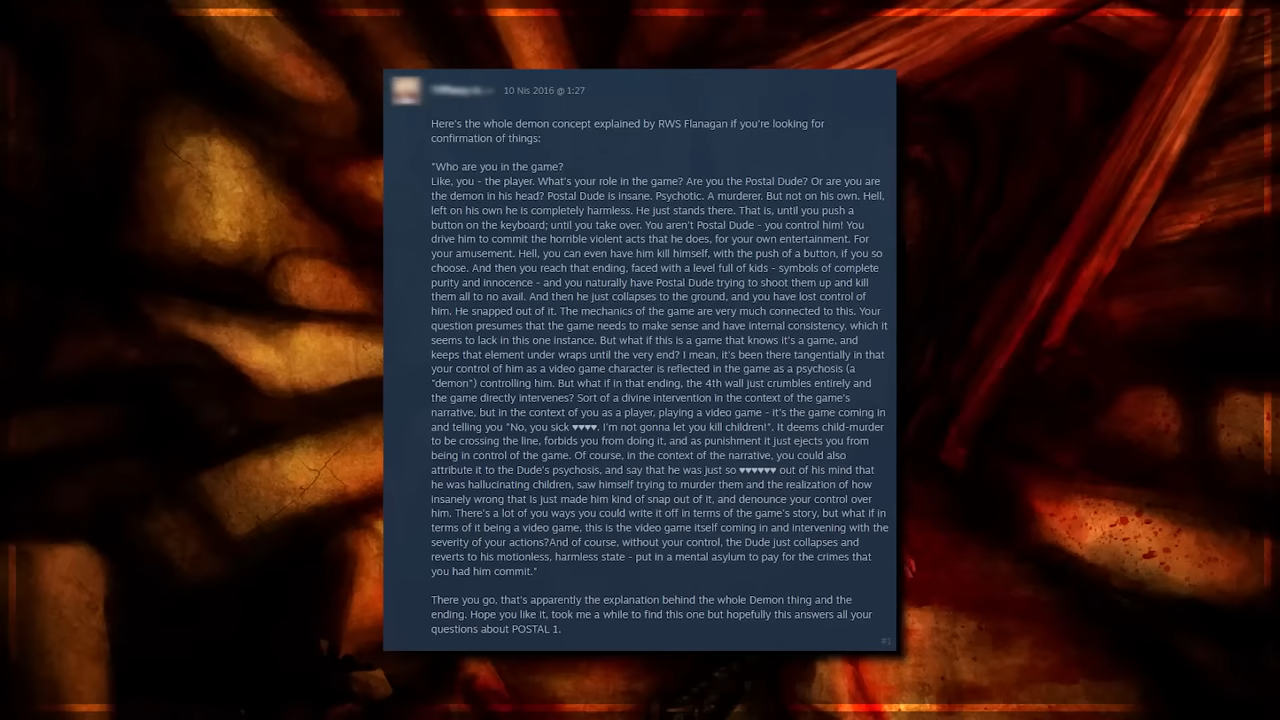 10 Nis 2016 @ 1:27
Here's the whole demon concept explained by RWS Flanagan if you're looking for
confirmation of things:
"Who are you in the game?
Like, you - the player. What's your role in the game? Are you the Postal Dude? Or are you are
the demon in his head? Postal Dude is insane. Psychotic. A murderer. But not on his own. Hell,
left on his own he is completely harmless. He just stands there. That is, until you push a
button on the keyboard; until you take over. You aren't Postal Dude - you control him! You
drive him to commit the horrible violent acts that he does, for your own entertainment. For
your amusement. Hell, you can even have him kill himself, with the push of a button, if you so
choose. And then you reach that ending, faced with a level full of kids - symbols of complete
purity and innocence - and you naturally have Postal Dude trying to shoot them up and kill
them all to no avail. And then he just collapses to the ground, and you have lost control of
him. He snapped out of it. The mechanics of the game are very much connected to this. Your
question presumes that the game needs to make sense and have internal consistency, which it
seems to lack in this one instance. But what if this is a game that knows it's a game, and
keeps that element under wraps until the very end? I mean, it's been there tangentially in that
your control of him as a video game character is reflected in the game as a psychosis (a
"demon") controlling him. But what if in that ending, the 4th wall just crumbles entirely and
the game directly intervenes? Sort of a divine intervention in the context of the game's
narrative, but in the context of you as a player, playing a video game - it's the game coming in
and telling you "No, you sick ♥♥♥♥. I'm not gonna let you kill children!". It deems child-murder
to be crossing the line, forbids you from doing it, and as punishment it just ejects you from
being in control of the game. Of course, in the context of the narrative, you could also
attribute it to the Dude's psychosis, and say that he was just so ♥♥♥♥♥♥ out of his mind that
he was hallucinating children, saw himself trying to murder them and the realization of how
insanely wrong that is just made him kind of snap out of it, and denounce your control over
him. There's a lot of you ways you could write it off in terms of the game's story, but what if in
terms of it being a video game, this is the video game itself coming in and intervening with the
severity of your actions?And of course, without your control, the Dude just collapses and
reverts to his motionless, harmless state - put in a mental asylum to pay for the crimes that
you had him commit."
There you go, that's apparently the explanation behind the whole Demon thing and the
ending. Hope you like it, took me a while to find this one but hopefully this answers all your
questions about POSTAL 1.
#1